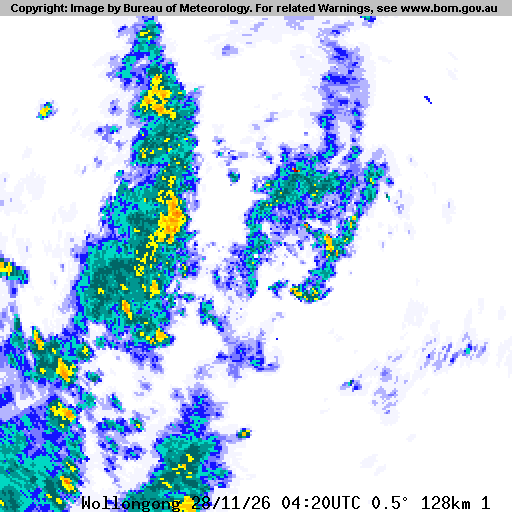 Copyright: Image by Bureau of Meteorology. For related Warnings, see www.bom.gov.au
Wollongong 28/11/26 04:20UTC 0.5° 128km 1